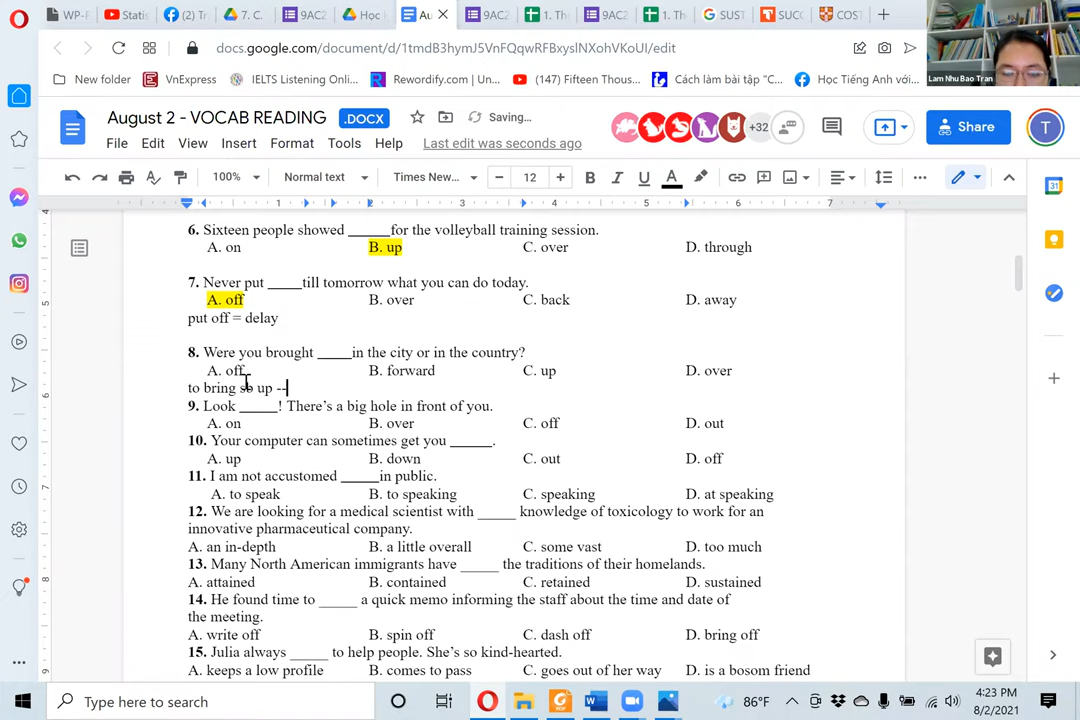 WP-F
Statis
(2) Tr
7. C.
9AC2
Học
Au
9AC2
1. Th
9AC2
1. Th
SUST
SUCC
COST
docs.google.com/document/d/1tmdB3hymJ5VnFQqwRFBxyslNXohVKoUI/edit
Lam Nhu Bao Tran
New folder
VnExpress
IELTS Listening Onli...
Rewordify.com | Un...
(147) Fifteen Thous...
Cách làm bài tập "C...
Học Tiếng Anh với...
August 2 - VOCAB READING .DOCX Saving...
+32
Share
T
File Edit View Insert Format Tools Help Last edit was seconds ago
100% Normal text Times New... 12 B I U A
1 2 3 4 5 6 7
6. Sixteen people showed ______for the volleyball training session.
A. on B. up C. over D. through
7. Never put _____till tomorrow what you can do today.
A. off B. over C. back D. away
put off = delay
8. Were you brought _____in the city or in the country?
A. off B. forward C. up D. over
to bring sb up --
9. Look ______! There's a big hole in front of you.
A. on B. over C. off D. out
10. Your computer can sometimes get you ______.
A. up B. down C. out D. off
11. I am not accustomed ______in public.
A. to speak B. to speaking C. speaking D. at speaking
12. We are looking for a medical scientist with _____ knowledge of toxicology to work for an
innovative pharmaceutical company.
A. an in-depth B. a little overall C. some vast D. too much
13. Many North American immigrants have _____ the traditions of their homelands.
A. attained B. contained C. retained D. sustained
14. He found time to _____ a quick memo informing the staff about the time and date of
the meeting.
A. write off B. spin off C. dash off D. bring off
15. Julia always _____ to help people. She's so kind-hearted.
A. keeps a low profile B. comes to pass C. goes out of her way D. is a bosom friend
Type here to search
86°F
4:23 PM
8/2/2021